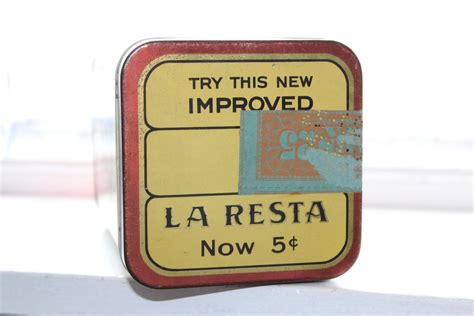 TRY THIS NEW
IMPROVED
LA RESTA
Now 5¢